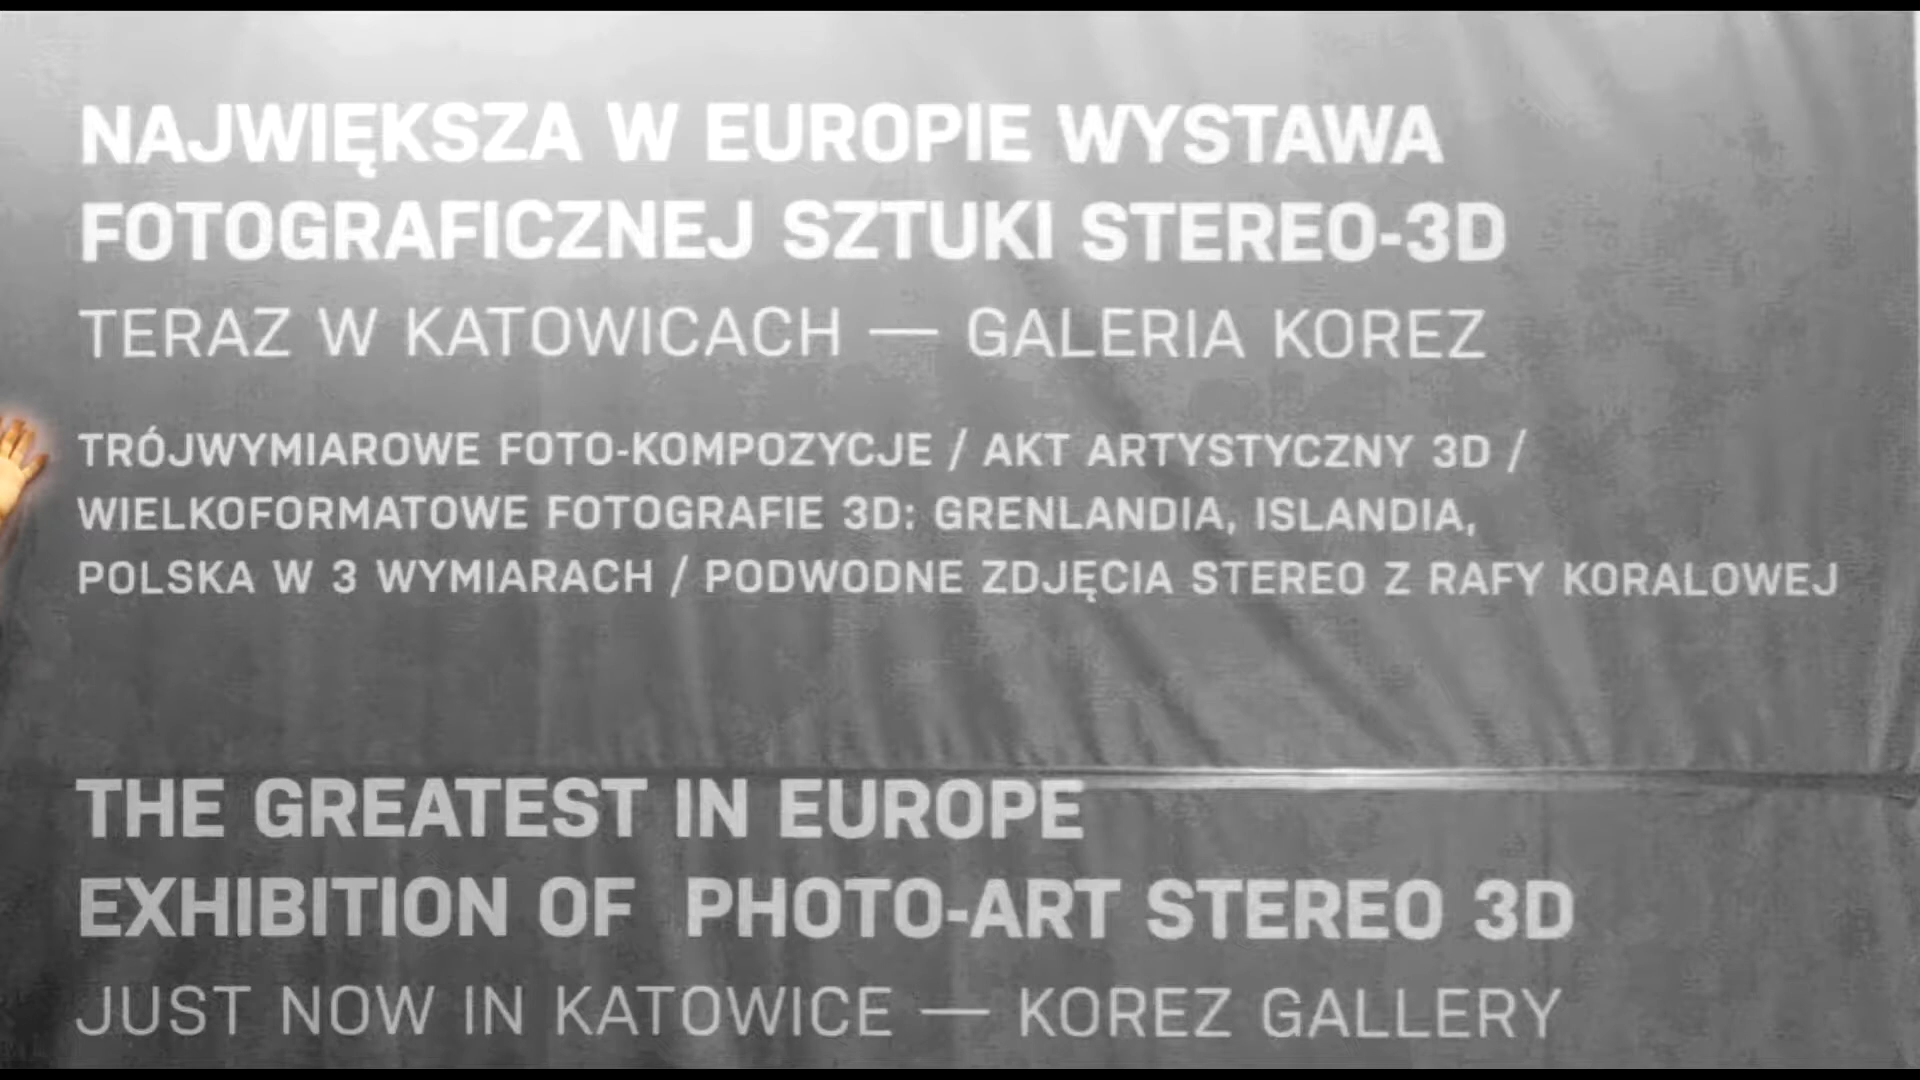 NAJWIĘKSZA W EUROPIE WYSTAWA
FOTOGRAFICZNEJ SZTUKI STEREO-3D
TERAZ W KATOWICACH — GALERIA KOREZ
TRÓJWYMIAROWE FOTO-KOMPOZYCJE / AKT ARTYSTYCZNY 3D /
WIELKOFORMATOWE FOTOGRAFIE 3D: GRENLANDIA, ISLANDIA,
POLSKA W 3 WYMIARACH / PODWODNE ZDJĘCIA STEREO Z RAFY KORALOWEJ
THE GREATEST IN EUROPE
EXHIBITION OF PHOTO-ART STEREO 3D
JUST NOW IN KATOWICE — KOREZ GALLERY